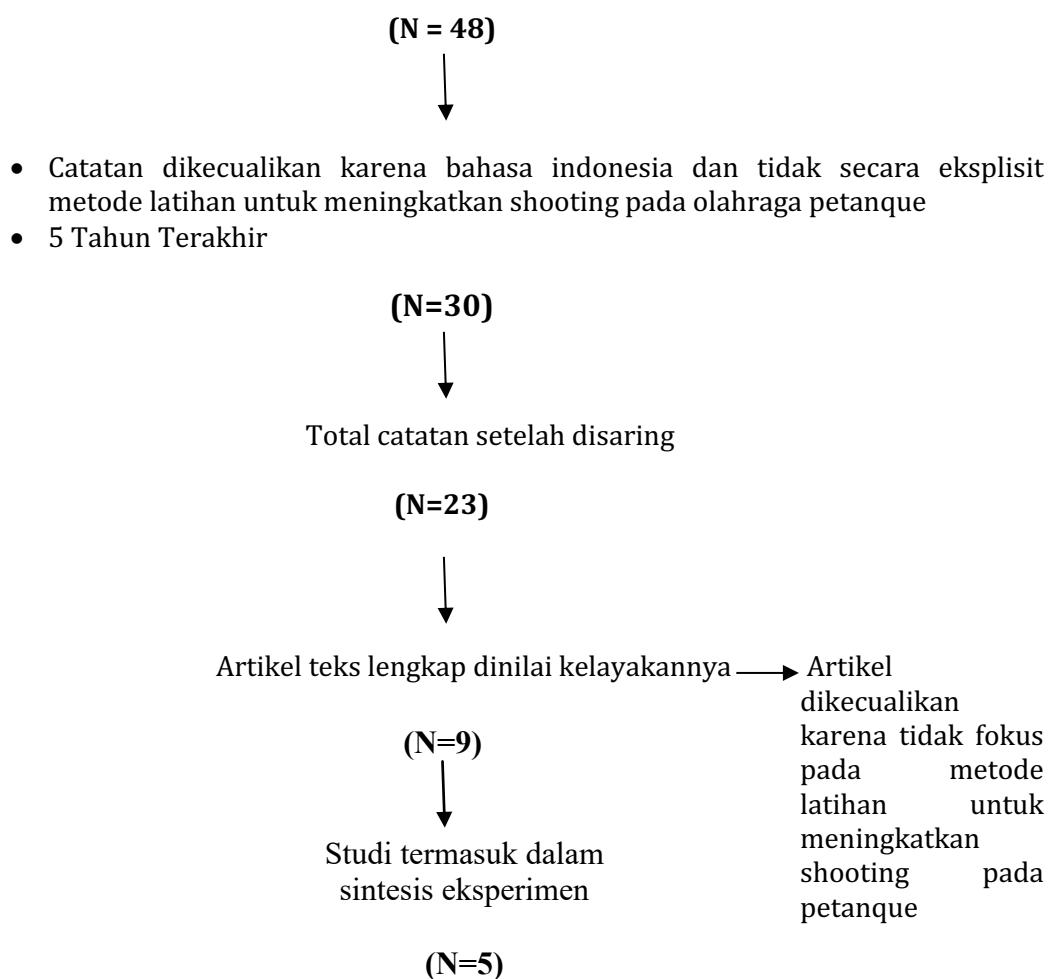 (N = 48)
• Catatan dikecualikan karena bahasa indonesia dan tidak secara eksplisit
metode latihan untuk meningkatkan shooting pada olahraga petanque
• 5 Tahun Terakhir
(N=30)
Total catatan setelah disaring
(N=23)
Artikel teks lengkap dinilai kelayakannya
Artikel
dikecualikan
karena tidak fokus
pada metode
latihan untuk
meningkatkan
shooting pada
petanque
(N=9)
Studi termasuk dalam
sintesis eksperimen
(N=5)